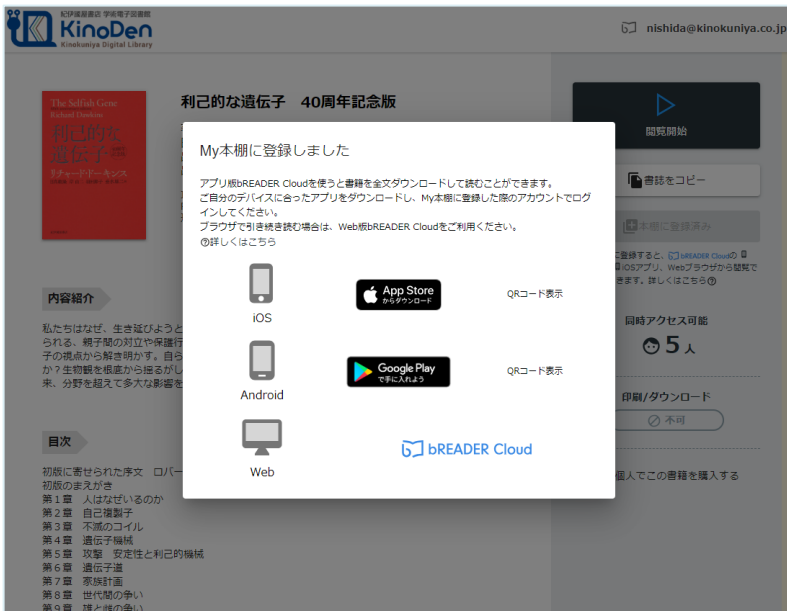 紀伊國屋書店 学術電子図書館
KinoDen
Kinokuniya Digital Library
nishida@kinokuniya.co.jp
The Selfish Gene
Richard Dawkins
利己的な
遺伝子
リチャード・ドーキンス
利己的な遺伝子 40周年記念版
閲覧開始
書誌をコピー
本棚に登録済み
に登録すると、bREADER Cloudの
iOSアプリ、Webブラウザから閲覧で
きます。詳しくはこちら
同時アクセス可能
5人
印刷/ダウンロード
不可
個人でこの書籍を購入する
My本棚に登録しました
アプリ版bREADER Cloudを使うと書籍を全文ダウンロードして読むことができます。
ご自分のデバイスに合ったアプリをダウンロードし、My本棚に登録した際のアカウントでログ
インしてください。
ブラウザで引き続き読む場合は、Web版bREADER Cloudをご利用ください。
詳しくはこちら
iOS
App Store
からダウンロード
QRコード表示
Android
Google Play
で手に入れよう
QRコード表示
Web
bREADER Cloud
内容紹介
私たちはなぜ、生き延びようと
られる、親子間の対立や保護行
子の視点から解き明かす。自ら
か？生物観を根底から揺るがし
来、分野を超えて多大な影響を
目次
初版に寄せられた序文 ロバー
初版のまえがき
第1章 人はなぜいるのか
第2章 自己複製子
第3章 不滅のコイル
第4章 遺伝子機械
第5章 攻撃 安定性と利己的機械
第6章 遺伝子道
第7章 家族計画
第8章 世代間の争い
第9章 雄と雌の争い